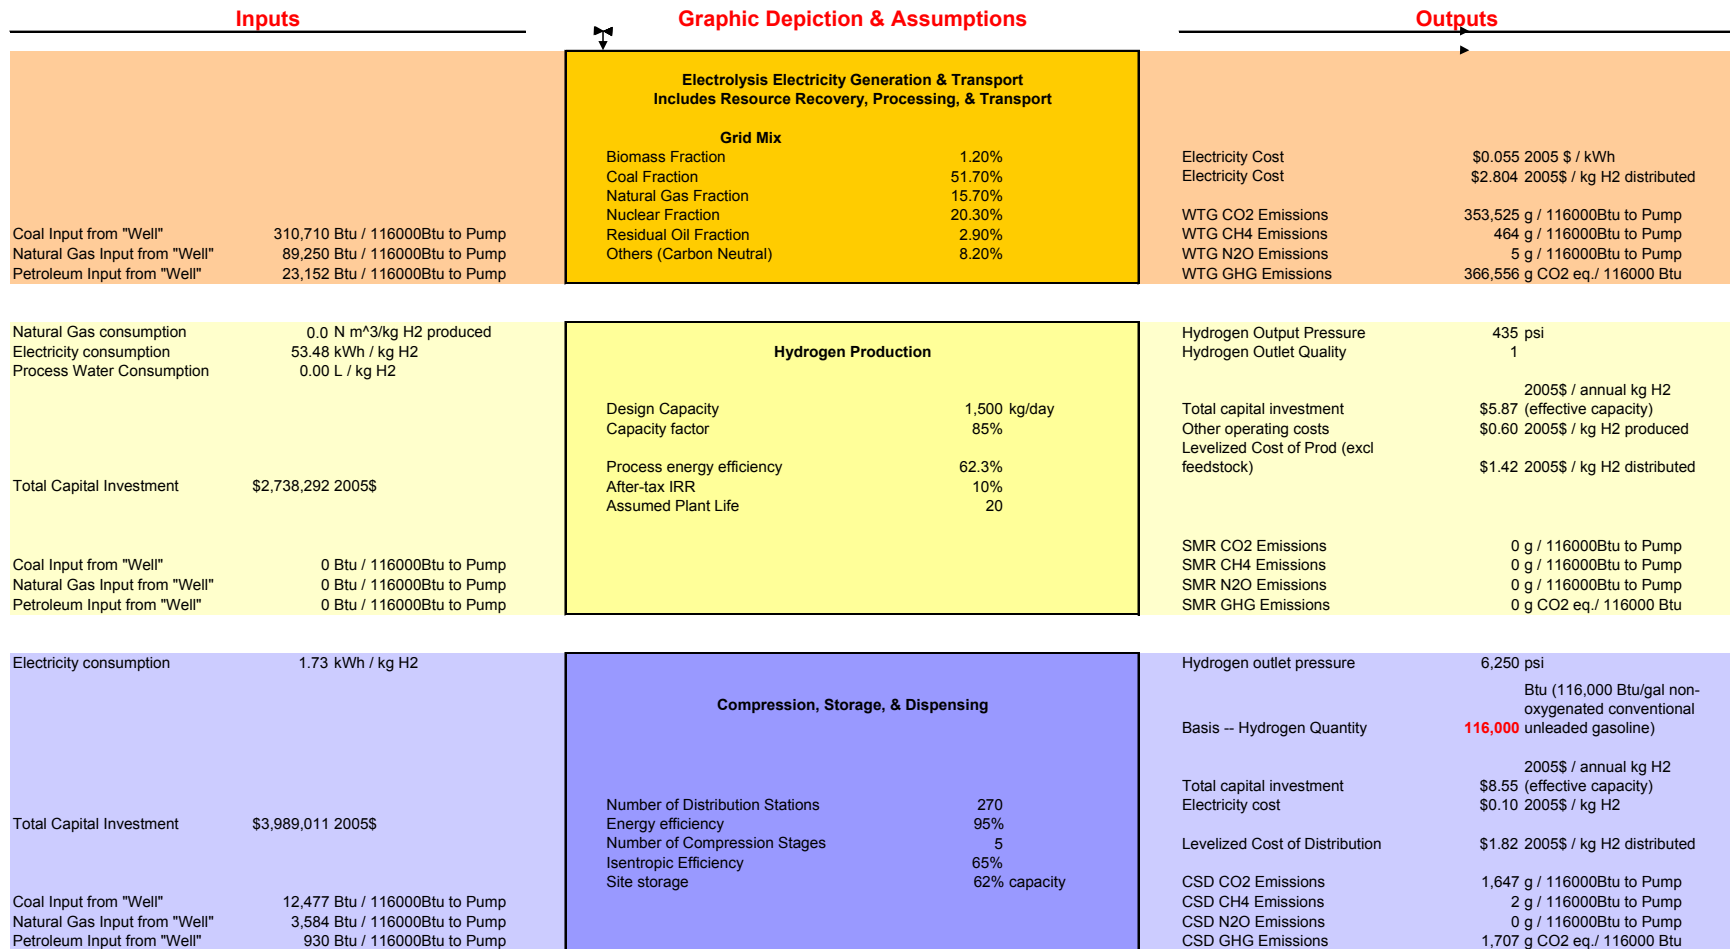 Inputs Graphic Depiction & Assumptions Outputs
Electrolysis Electricity Generation & Transport
Includes Resource Recovery, Processing, & Transport
Grid Mix
Biomass Fraction 1.20% Electricity Cost $0.055 2005 $ / kWh
Coal Fraction 51.70% Electricity Cost $2.804 2005$ / kg H2 distributed
Natural Gas Fraction 15.70%
Nuclear Fraction 20.30% WTG CO2 Emissions 353,525 g / 116000Btu to Pump
Coal Input from "Well" 310,710 Btu / 116000Btu to Pump Residual Oil Fraction 2.90% WTG CH4 Emissions 464 g / 116000Btu to Pump
Natural Gas Input from "Well" 89,250 Btu / 116000Btu to Pump Others (Carbon Neutral) 8.20% WTG N2O Emissions 5 g / 116000Btu to Pump
Petroleum Input from "Well" 23,152 Btu / 116000Btu to Pump WTG GHG Emissions 366,556 g CO2 eq./ 116000 Btu
Natural Gas consumption 0.0 N m^3/kg H2 produced Hydrogen Output Pressure 435 psi
Electricity consumption 53.48 kWh / kg H2 Hydrogen Production Hydrogen Outlet Quality 1
Process Water Consumption 0.00 L / kg H2
2005$ / annual kg H2
Design Capacity 1,500 kg/day Total capital investment $5.87 (effective capacity)
Capacity factor 85% Other operating costs $0.60 2005$ / kg H2 produced
Levelized Cost of Prod (excl
Process energy efficiency 62.3% feedstock) $1.42 2005$ / kg H2 distributed
Total Capital Investment $2,738,292 2005$ After-tax IRR 10%
Assumed Plant Life 20
SMR CO2 Emissions 0 g / 116000Btu to Pump
Coal Input from "Well" 0 Btu / 116000Btu to Pump SMR CH4 Emissions 0 g / 116000Btu to Pump
Natural Gas Input from "Well" 0 Btu / 116000Btu to Pump SMR N2O Emissions 0 g / 116000Btu to Pump
Petroleum Input from "Well" 0 Btu / 116000Btu to Pump SMR GHG Emissions 0 g CO2 eq./ 116000 Btu
Electricity consumption 1.73 kWh / kg H2 Hydrogen outlet pressure 6,250 psi
Btu (116,000 Btu/gal non-
Compression, Storage, & Dispensing oxygenated conventional
Basis -- Hydrogen Quantity 116,000 unleaded gasoline)
2005$ / annual kg H2
Total capital investment $8.55 (effective capacity)
Number of Distribution Stations 270 Electricity cost $0.10 2005$ / kg H2
Total Capital Investment $3,989,011 2005$ Energy efficiency 95%
Number of Compression Stages 5 Levelized Cost of Distribution $1.82 2005$ / kg H2 distributed
Isentropic Efficiency 65%
Site storage 62% capacity CSD CO2 Emissions 1,647 g / 116000Btu to Pump
Coal Input from "Well" 12,477 Btu / 116000Btu to Pump CSD CH4 Emissions 2 g / 116000Btu to Pump
Natural Gas Input from "Well" 3,584 Btu / 116000Btu to Pump CSD N2O Emissions 0 g / 116000Btu to Pump
Petroleum Input from "Well" 930 Btu / 116000Btu to Pump CSD GHG Emissions 1,707 g CO2 eq./ 116000 Btu